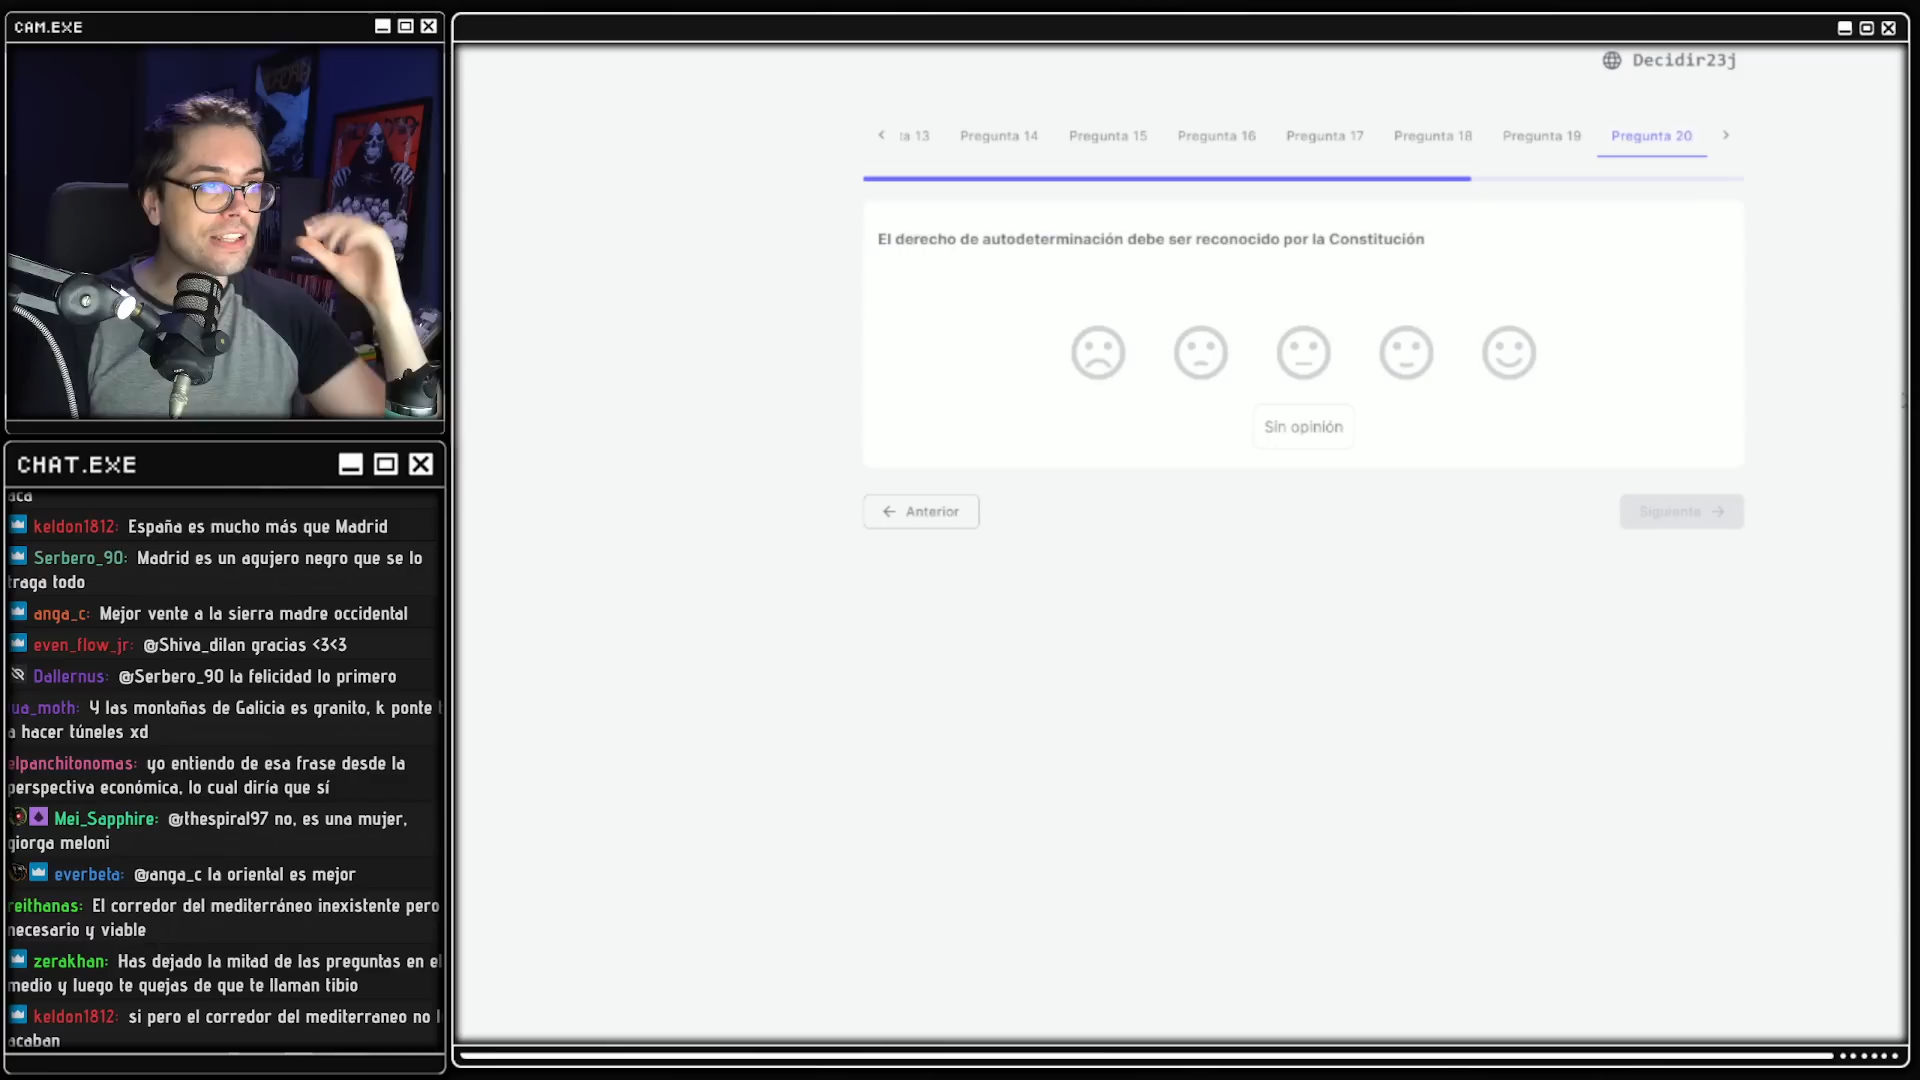 CAM.EXE
CHAT.EXE
aca
keldon1812: España es mucho más que Madrid
Serbero_90: Madrid es un agujero negro que se lo
traga todo
anga_c: Mejor vente a la sierra madre occidental
even_flow_jr: @Shiva_dilan gracias <3<3
Dallernus: @Serbero_90 la felicidad lo primero
ua_moth: Y las montañas de Galicia es granito, k ponte
a hacer túneles xd
elpanchitonomas: yo entiendo de esa frase desde la
perspectiva económica, lo cual diría que sí
Mei_Sapphire: @thespiral97 no, es una mujer,
giorga meloni
everbeta: @anga_c la oriental es mejor
reithanas: El corredor del mediterráneo inexistente pero
necesario y viable
zerakhan: Has dejado la mitad de las preguntas en el
medio y luego te quejas de que te llaman tibio
keldon1812: si pero el corredor del mediterraneo no
acaban
Decidir23j
ta 13 Pregunta 14 Pregunta 15 Pregunta 16 Pregunta 17 Pregunta 18 Pregunta 19 Pregunta 20
El derecho de autodeterminación debe ser reconocido por la Constitución
Sin opinión
← Anterior
Siguiente →